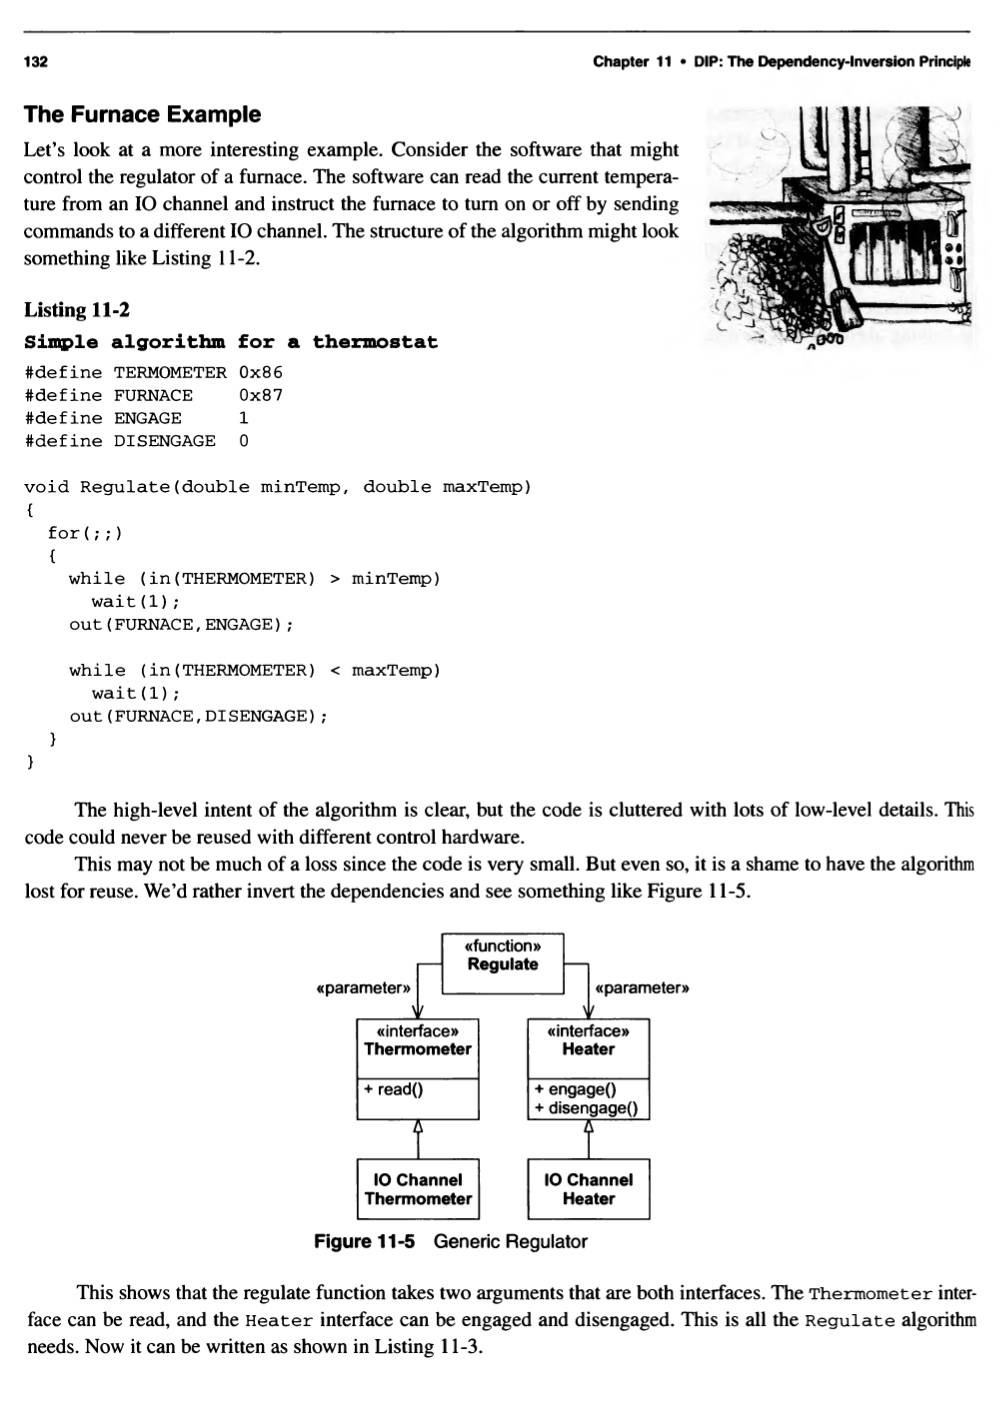 132
Chapter 11 • DIP: The Dependency-Inversion Principle
The Furnace Example
Let's look at a more interesting example. Consider the software that might
control the regulator of a furnace. The software can read the current tempera-
ture from an IO channel and instruct the furnace to turn on or off by sending
commands to a different IO channel. The structure of the algorithm might look
something like Listing 11-2.
Listing 11-2
Simple algorithm for a thermostat
#define TERMOMETER 0x86
#define FURNACE    0x87
#define ENGAGE     1
#define DISENGAGE  0
void Regulate(double minTemp, double maxTemp)
{
  for(;;)
  {
    while (in(THERMOMETER) > minTemp)
      wait(1);
    out(FURNACE,ENGAGE);
    while (in(THERMOMETER) < maxTemp)
      wait(1);
    out(FURNACE,DISENGAGE);
  }
}
The high-level intent of the algorithm is clear, but the code is cluttered with lots of low-level details. This
code could never be reused with different control hardware.
This may not be much of a loss since the code is very small. But even so, it is a shame to have the algorithm
lost for reuse. We'd rather invert the dependencies and see something like Figure 11-5.
«function»
Regulate
«parameter»
«parameter»
«interface»
Thermometer
+ read()
«interface»
Heater
+ engage()
+ disengage()
IO Channel
Thermometer
IO Channel
Heater
Figure 11-5 Generic Regulator
This shows that the regulate function takes two arguments that are both interfaces. The Thermometer inter-
face can be read, and the Heater interface can be engaged and disengaged. This is all the Regulate algorithm
needs. Now it can be written as shown in Listing 11-3.